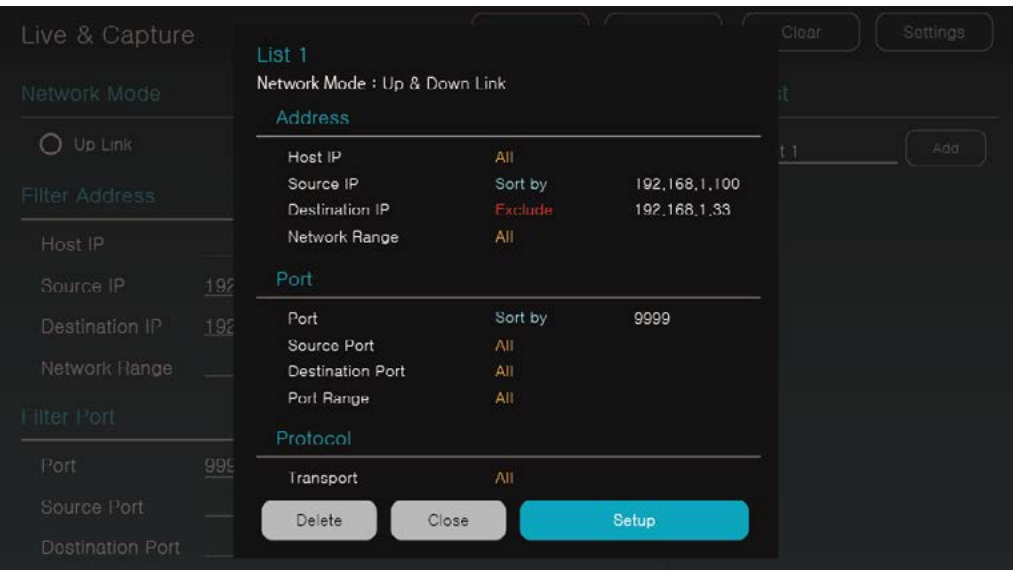 Live & Capture
Clear
Settings
Network Mode
Up Link
Add
Filter Address
Host IP
Source IP
192
Destination IP
192
Network Range
Filter Port
Port
999
Source Port
Destination Port
List 1
Network Mode : Up & Down Link
Address
Host IP All
Source IP Sort by 192.168.1.100
Destination IP Exclude 192.168.1.33
Network Range All
Port
Port Sort by 9999
Source Port All
Destination Port All
Port Range All
Protocol
Transport All
Delete Close Setup